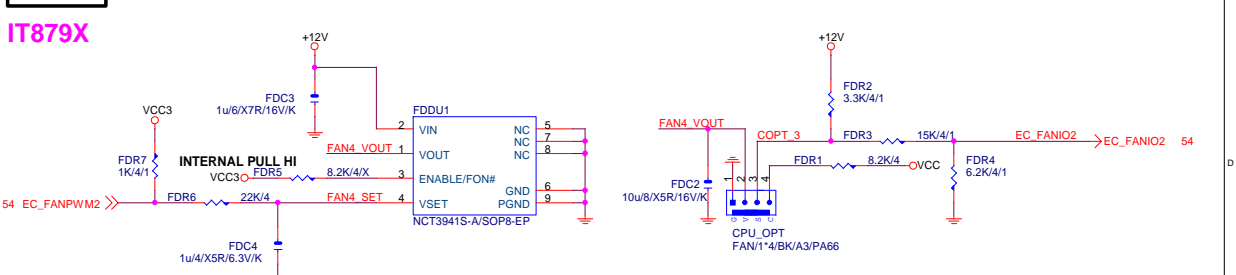 IT879X
+12V
+12V
FDC3
1u/6/X7R/16V/K
FDR2
3.3K/4/1
VCC3
FDDU1
2
VIN
NC
5
NC
7
NC
8
FAN4_VOUT
1
VOUT
FAN4_VOUT
COPT_3
FDR3
15K/4/1
EC_FANIO2
EC_FANIO2
54
FDR7
1K/4/1
INTERNAL PULL HI
VCC3
FDR5
8.2K/4/X
3
ENABLE/FON#
FDR1
8.2K/4
VCC
FDR4
6.2K/4/1
D
54
EC_FANPWM2
FDR6
22K/4
FAN4_SET
4
VSET
GND
6
PGND
9
FDC2
10u/8/X5R/16V/K
1
2
3
4
G
V
S
C
NCT3941S-A/SOP8-EP
CPU_OPT
FAN/1*4/BK/A3/PA66
FDC4
1u/4/X5R/6.3V/K